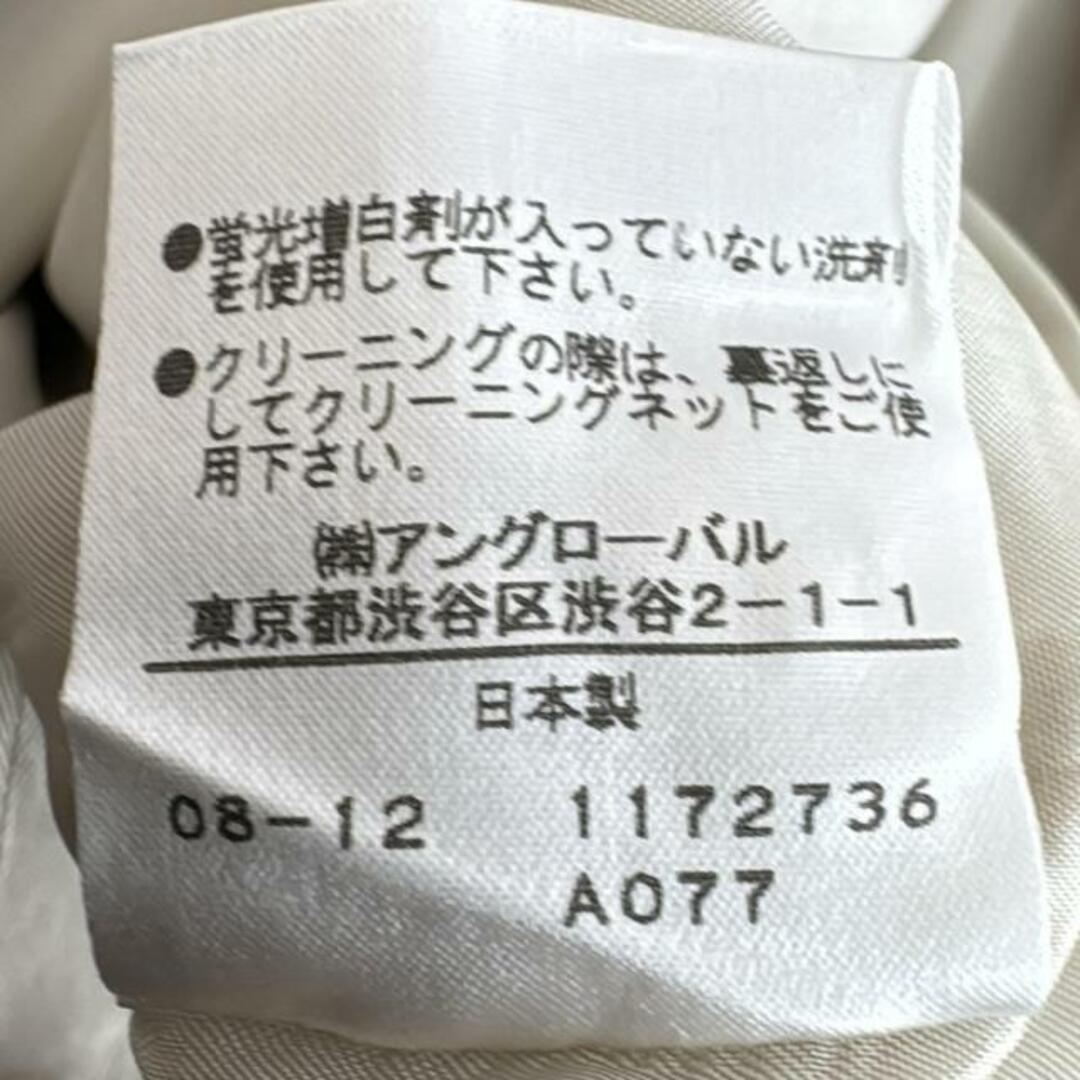 ●蛍光増白剤が入っていない洗剤
を使用して下さい。
●クリーニングの際は、裏返しに
してクリーニングネットをご使
用下さい。
㈱アングローバル
東京都渋谷区渋谷2-1-1
日本製
08-12 1172736
A077